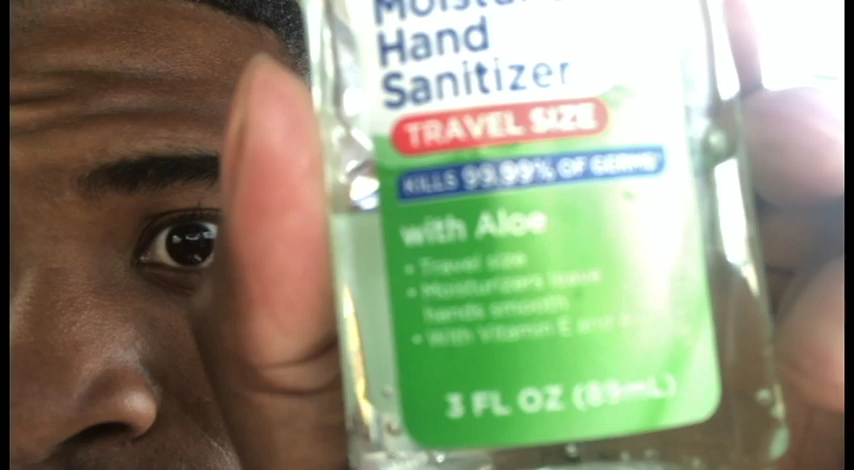 Hand
Sanitizer
TRAVEL SIZE
KILLS 99.99% OF GERMS
with Aloe
• Travel size
• Moisturizers leave
hands smooth
• With Vitamin E and
3 FL OZ (89mL)